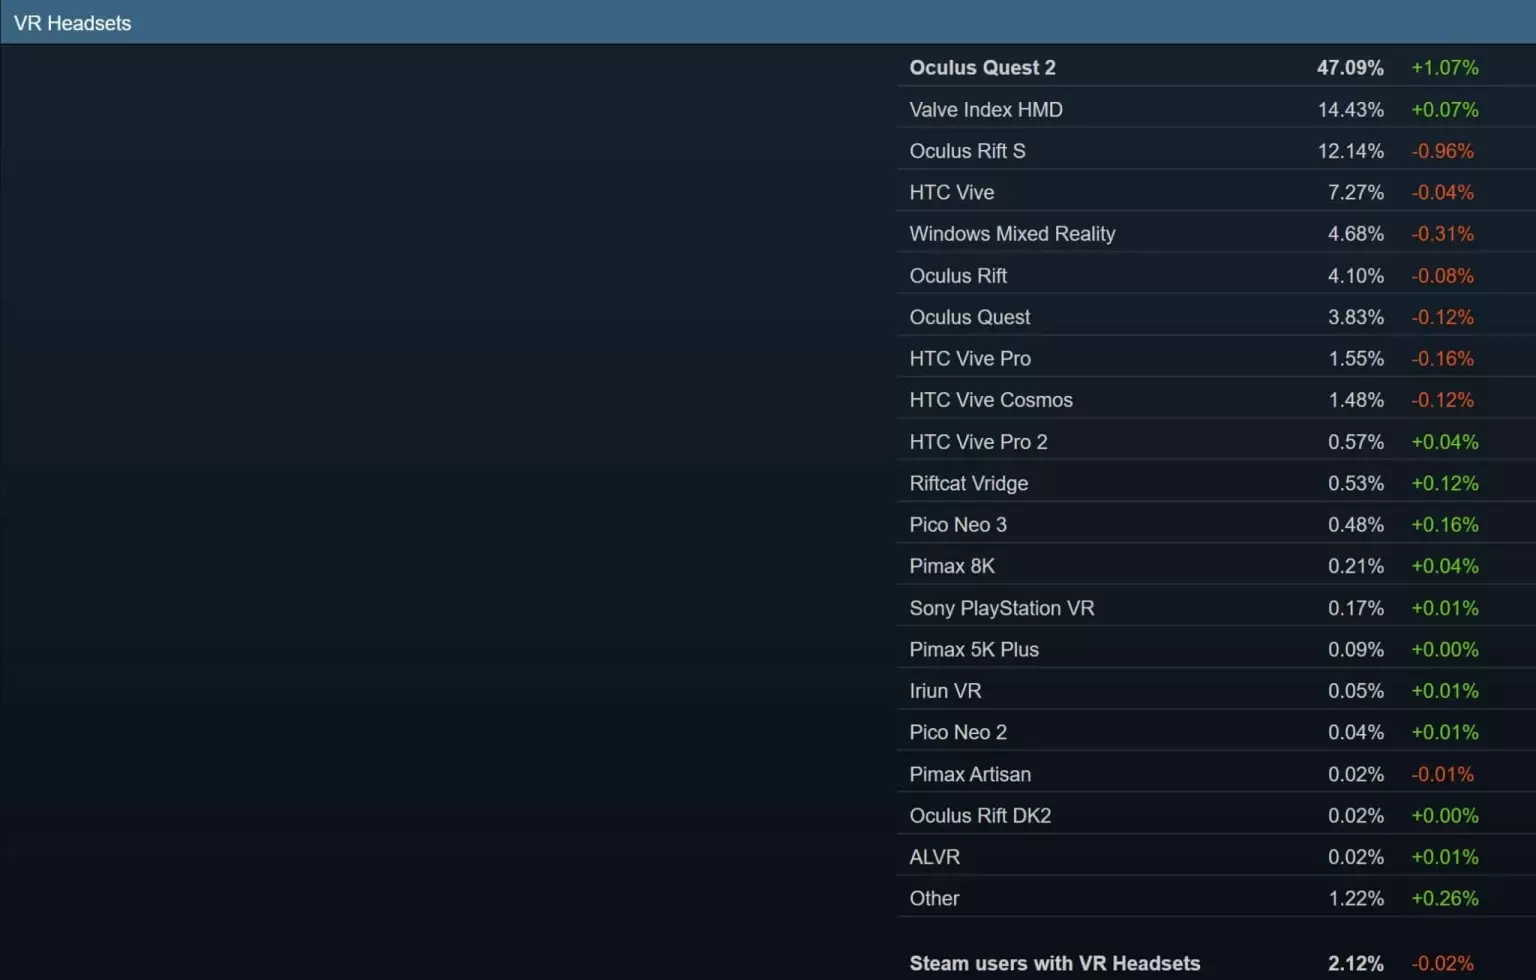 VR Headsets
Oculus Quest 2 47.09% +1.07%
Valve Index HMD 14.43% +0.07%
Oculus Rift S 12.14% -0.96%
HTC Vive 7.27% -0.04%
Windows Mixed Reality 4.68% -0.31%
Oculus Rift 4.10% -0.08%
Oculus Quest 3.83% -0.12%
HTC Vive Pro 1.55% -0.16%
HTC Vive Cosmos 1.48% -0.12%
HTC Vive Pro 2 0.57% +0.04%
Riftcat Vridge 0.53% +0.12%
Pico Neo 3 0.48% +0.16%
Pimax 8K 0.21% +0.04%
Sony PlayStation VR 0.17% +0.01%
Pimax 5K Plus 0.09% +0.00%
Iriun VR 0.05% +0.01%
Pico Neo 2 0.04% +0.01%
Pimax Artisan 0.02% -0.01%
Oculus Rift DK2 0.02% +0.00%
ALVR 0.02% +0.01%
Other 1.22% +0.26%
Steam users with VR Headsets 2.12% -0.02%